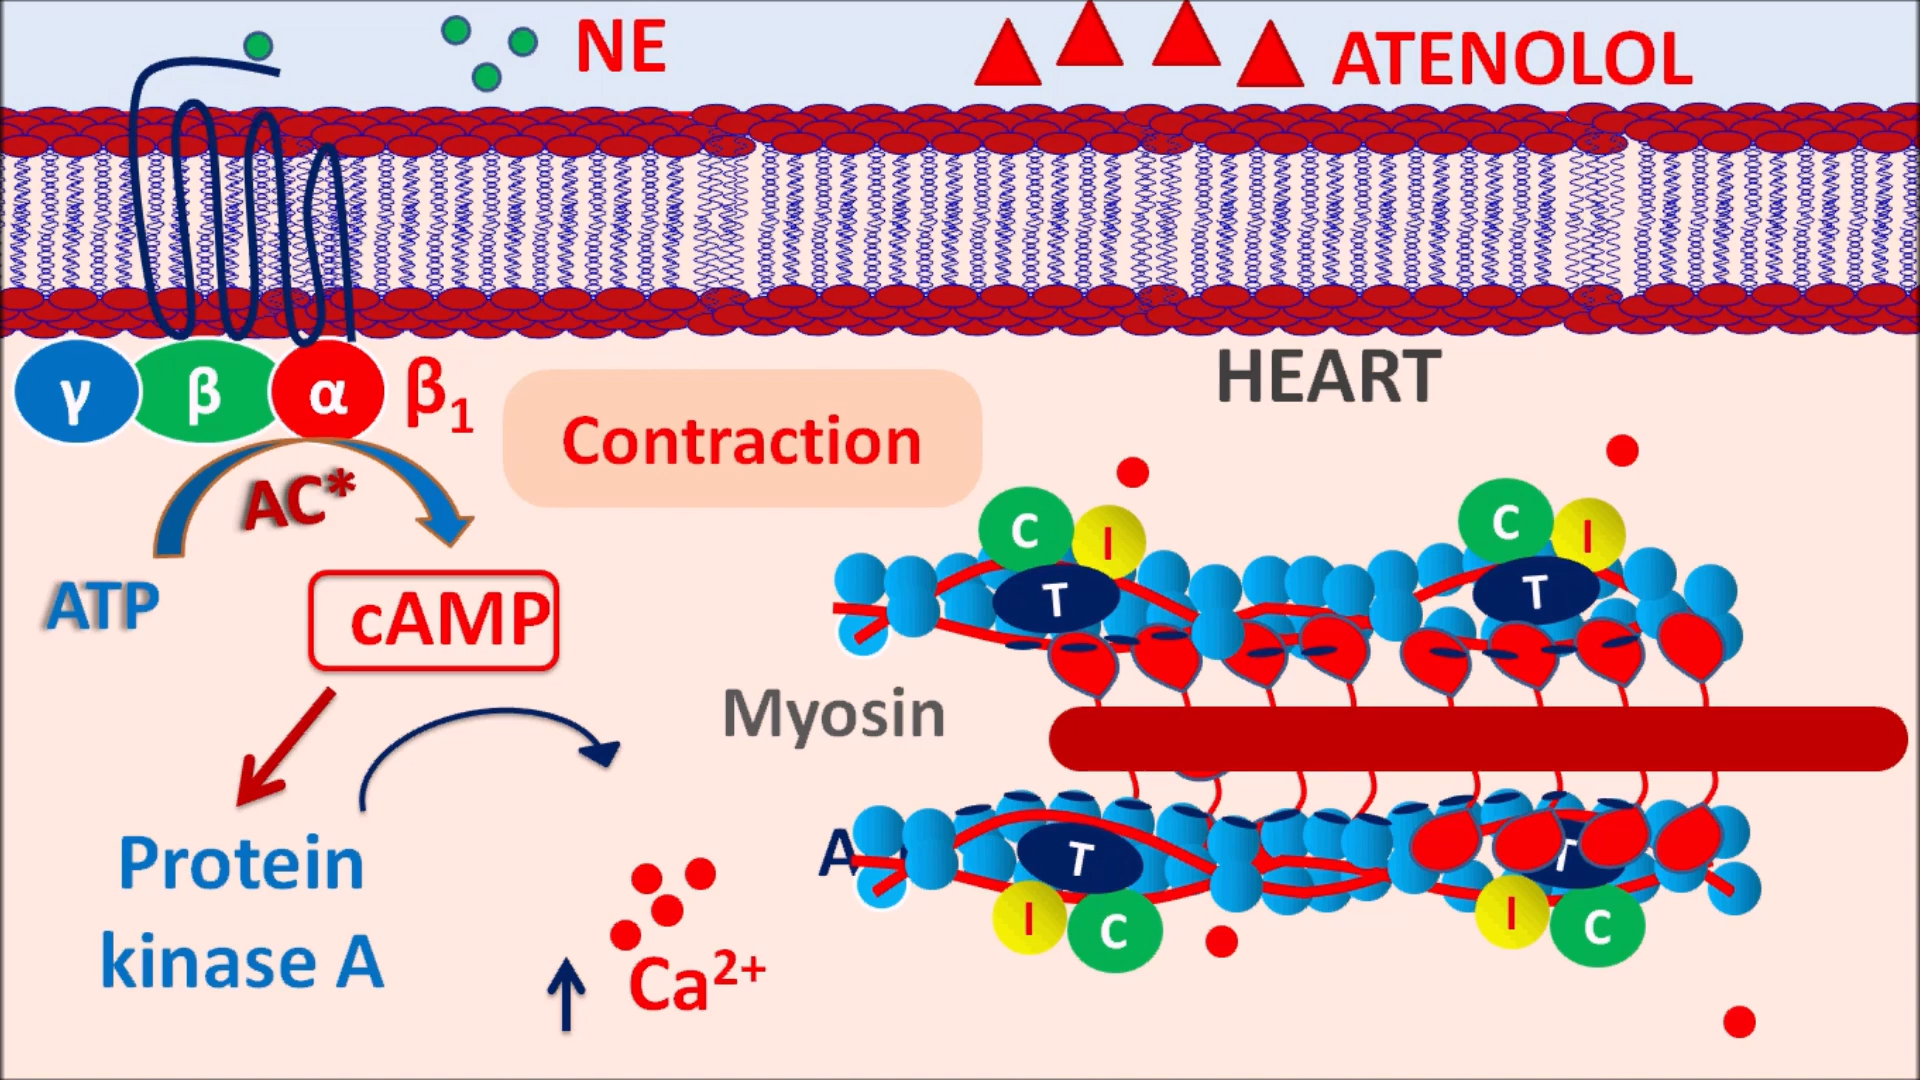 NE
ATENOLOL
HEART
γ β α β₁
Contraction
AC*
ATP
cAMP
C I
C I
T
T
Myosin
Protein
kinase A
A
T
T
I C
I C
Ca²⁺